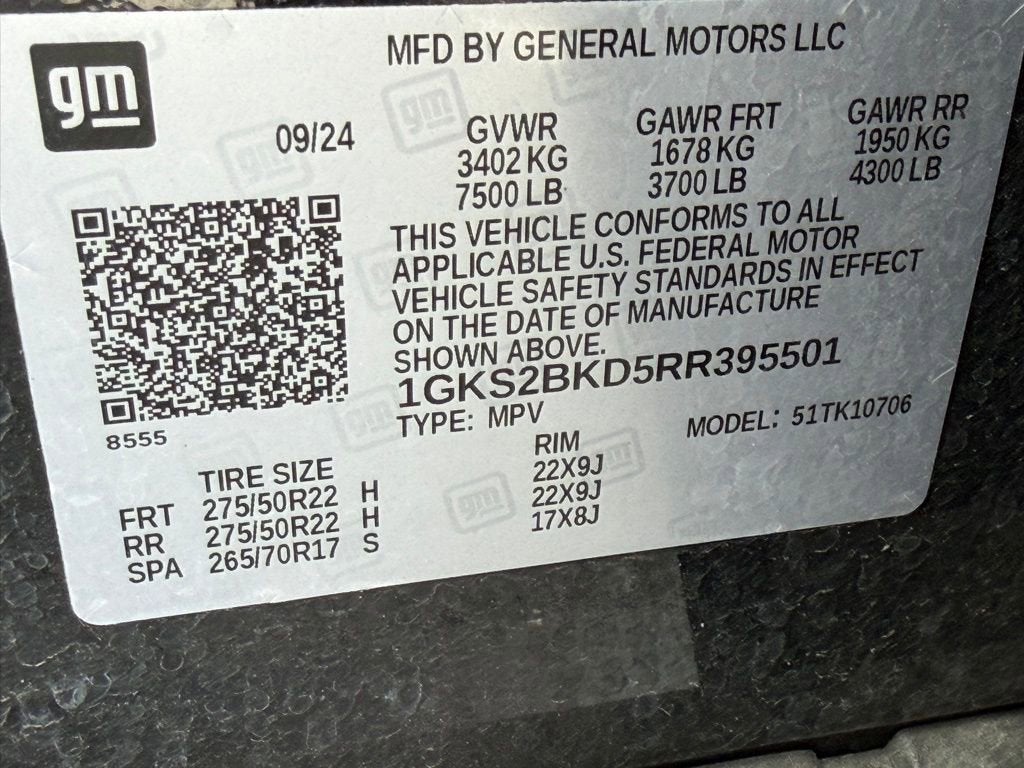 gm
MFD BY GENERAL MOTORS LLC
09/24
GVWR GAWR FRT GAWR RR
3402 KG 1678 KG 1950 KG
7500 LB 3700 LB 4300 LB
THIS VEHICLE CONFORMS TO ALL
APPLICABLE U.S. FEDERAL MOTOR
VEHICLE SAFETY STANDARDS IN EFFECT
ON THE DATE OF MANUFACTURE
SHOWN ABOVE.
1GKS2BKD5RR395501
8555
TYPE: MPV MODEL: 51TK10706
TIRE SIZE RIM
FRT 275/50R22 H 22X9J
RR 275/50R22 H 22X9J
SPA 265/70R17 S 17X8J